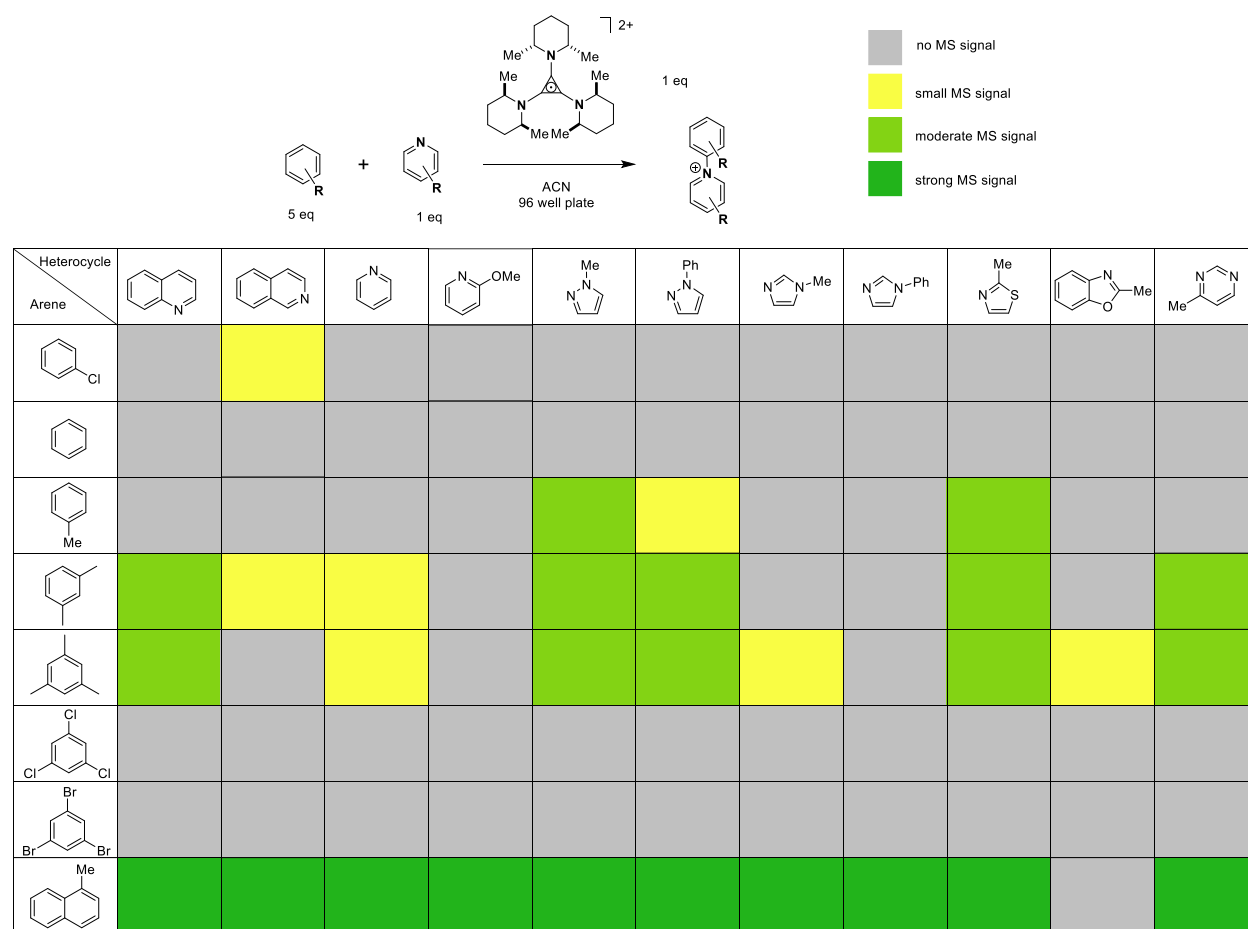 2+
Me
Me
N
Me
Me
N
N
Me
Me
1 eq
R
5 eq
+
N
R
1 eq
ACN
96 well plate
R
+
N
R
no MS signal
small MS signal
moderate MS signal
strong MS signal
Heterocycle
Arene
N
N
N
N
OMe
Me
N
N
Ph
N
N
N
N
Me
N
N
Ph
Me
N
S
N
O
Me
N
N
Me
Cl
Me
Cl
Cl
Cl
Br
Br
Br
Me